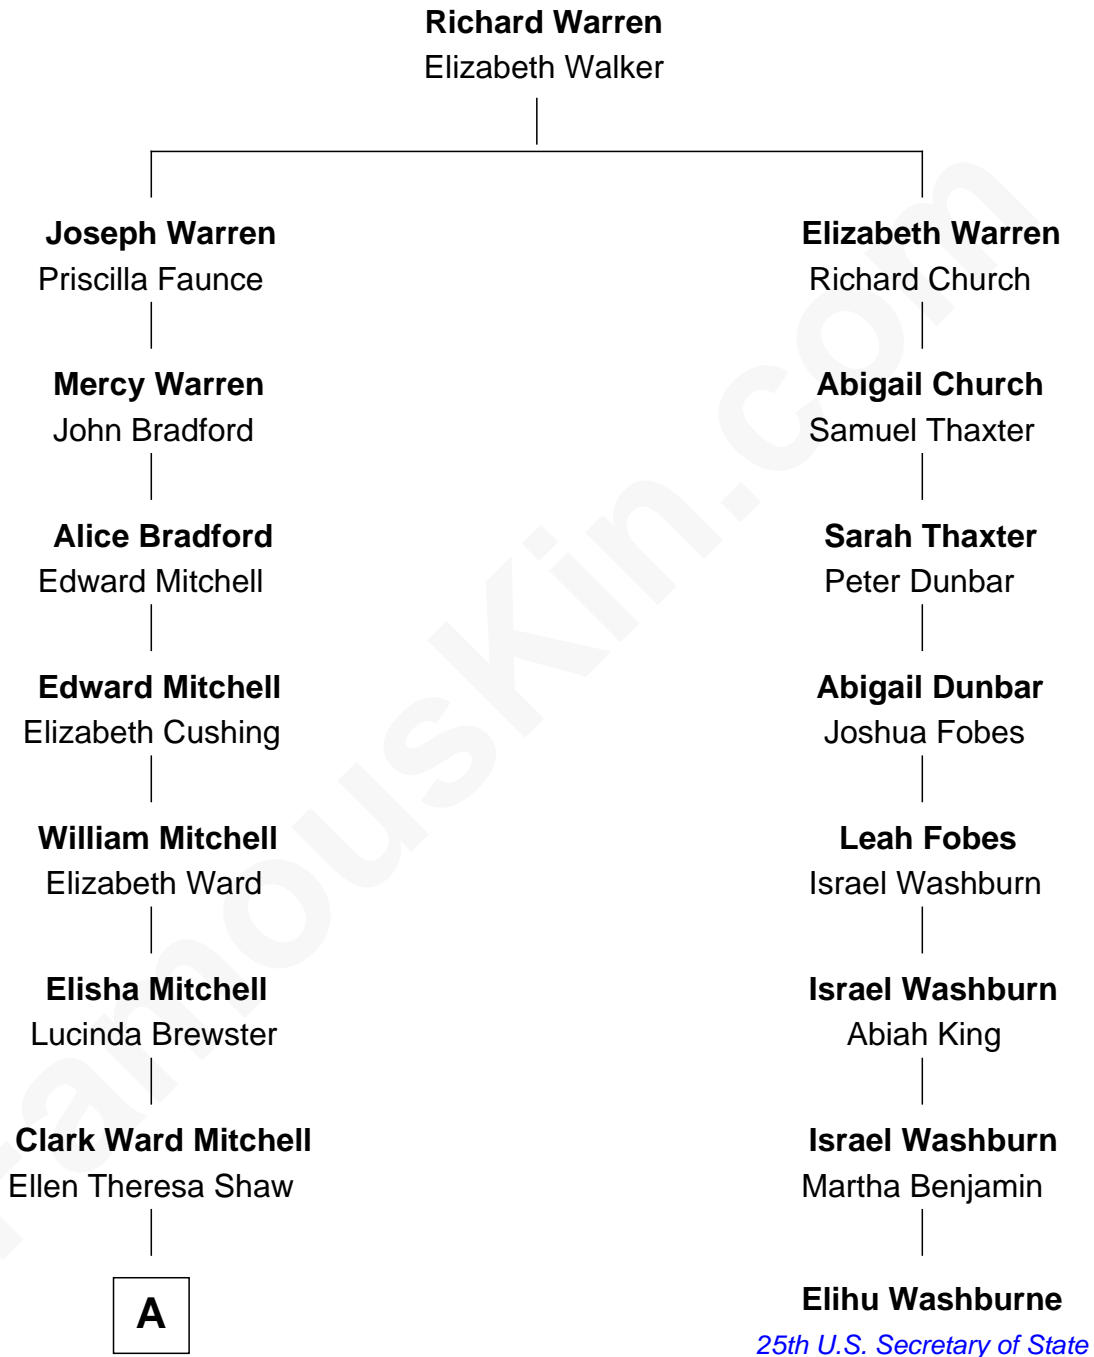 Richard Warren
Elizabeth Walker
Joseph Warren
Priscilla Faunce
Elizabeth Warren
Richard Church
Mercy Warren
John Bradford
Abigail Church
Samuel Thaxter
Alice Bradford
Edward Mitchell
Sarah Thaxter
Peter Dunbar
Edward Mitchell
Elizabeth Cushing
Abigail Dunbar
Joshua Fobes
William Mitchell
Elizabeth Ward
Leah Fobes
Israel Washburn
Elisha Mitchell
Lucinda Brewster
Israel Washburn
Abiah King
Clark Ward Mitchell
Ellen Theresa Shaw
Israel Washburn
Martha Benjamin
A
Elihu Washburne
25th U.S. Secretary of State
FamousKin.com